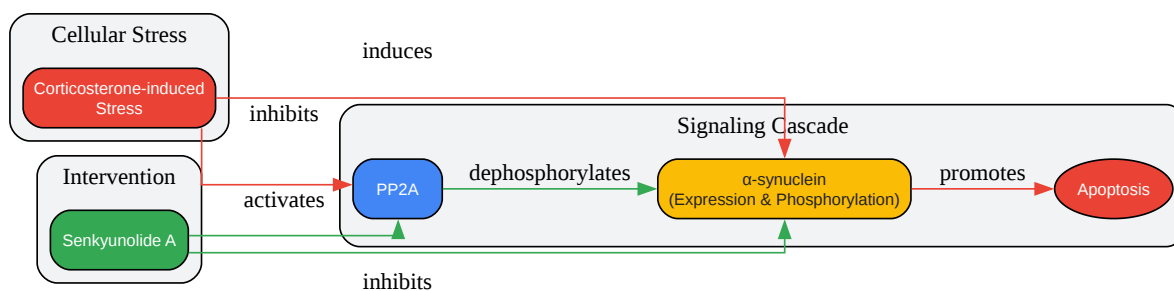 Cellular Stress
induces
Corticosterone-induced
Stress
inhibits
Signaling Cascade
Intervention
PP2A
dephosphorylates
α-synuclein
(Expression & Phosphorylation)
promotes
Apoptosis
activates
Senkyunolide A
inhibits